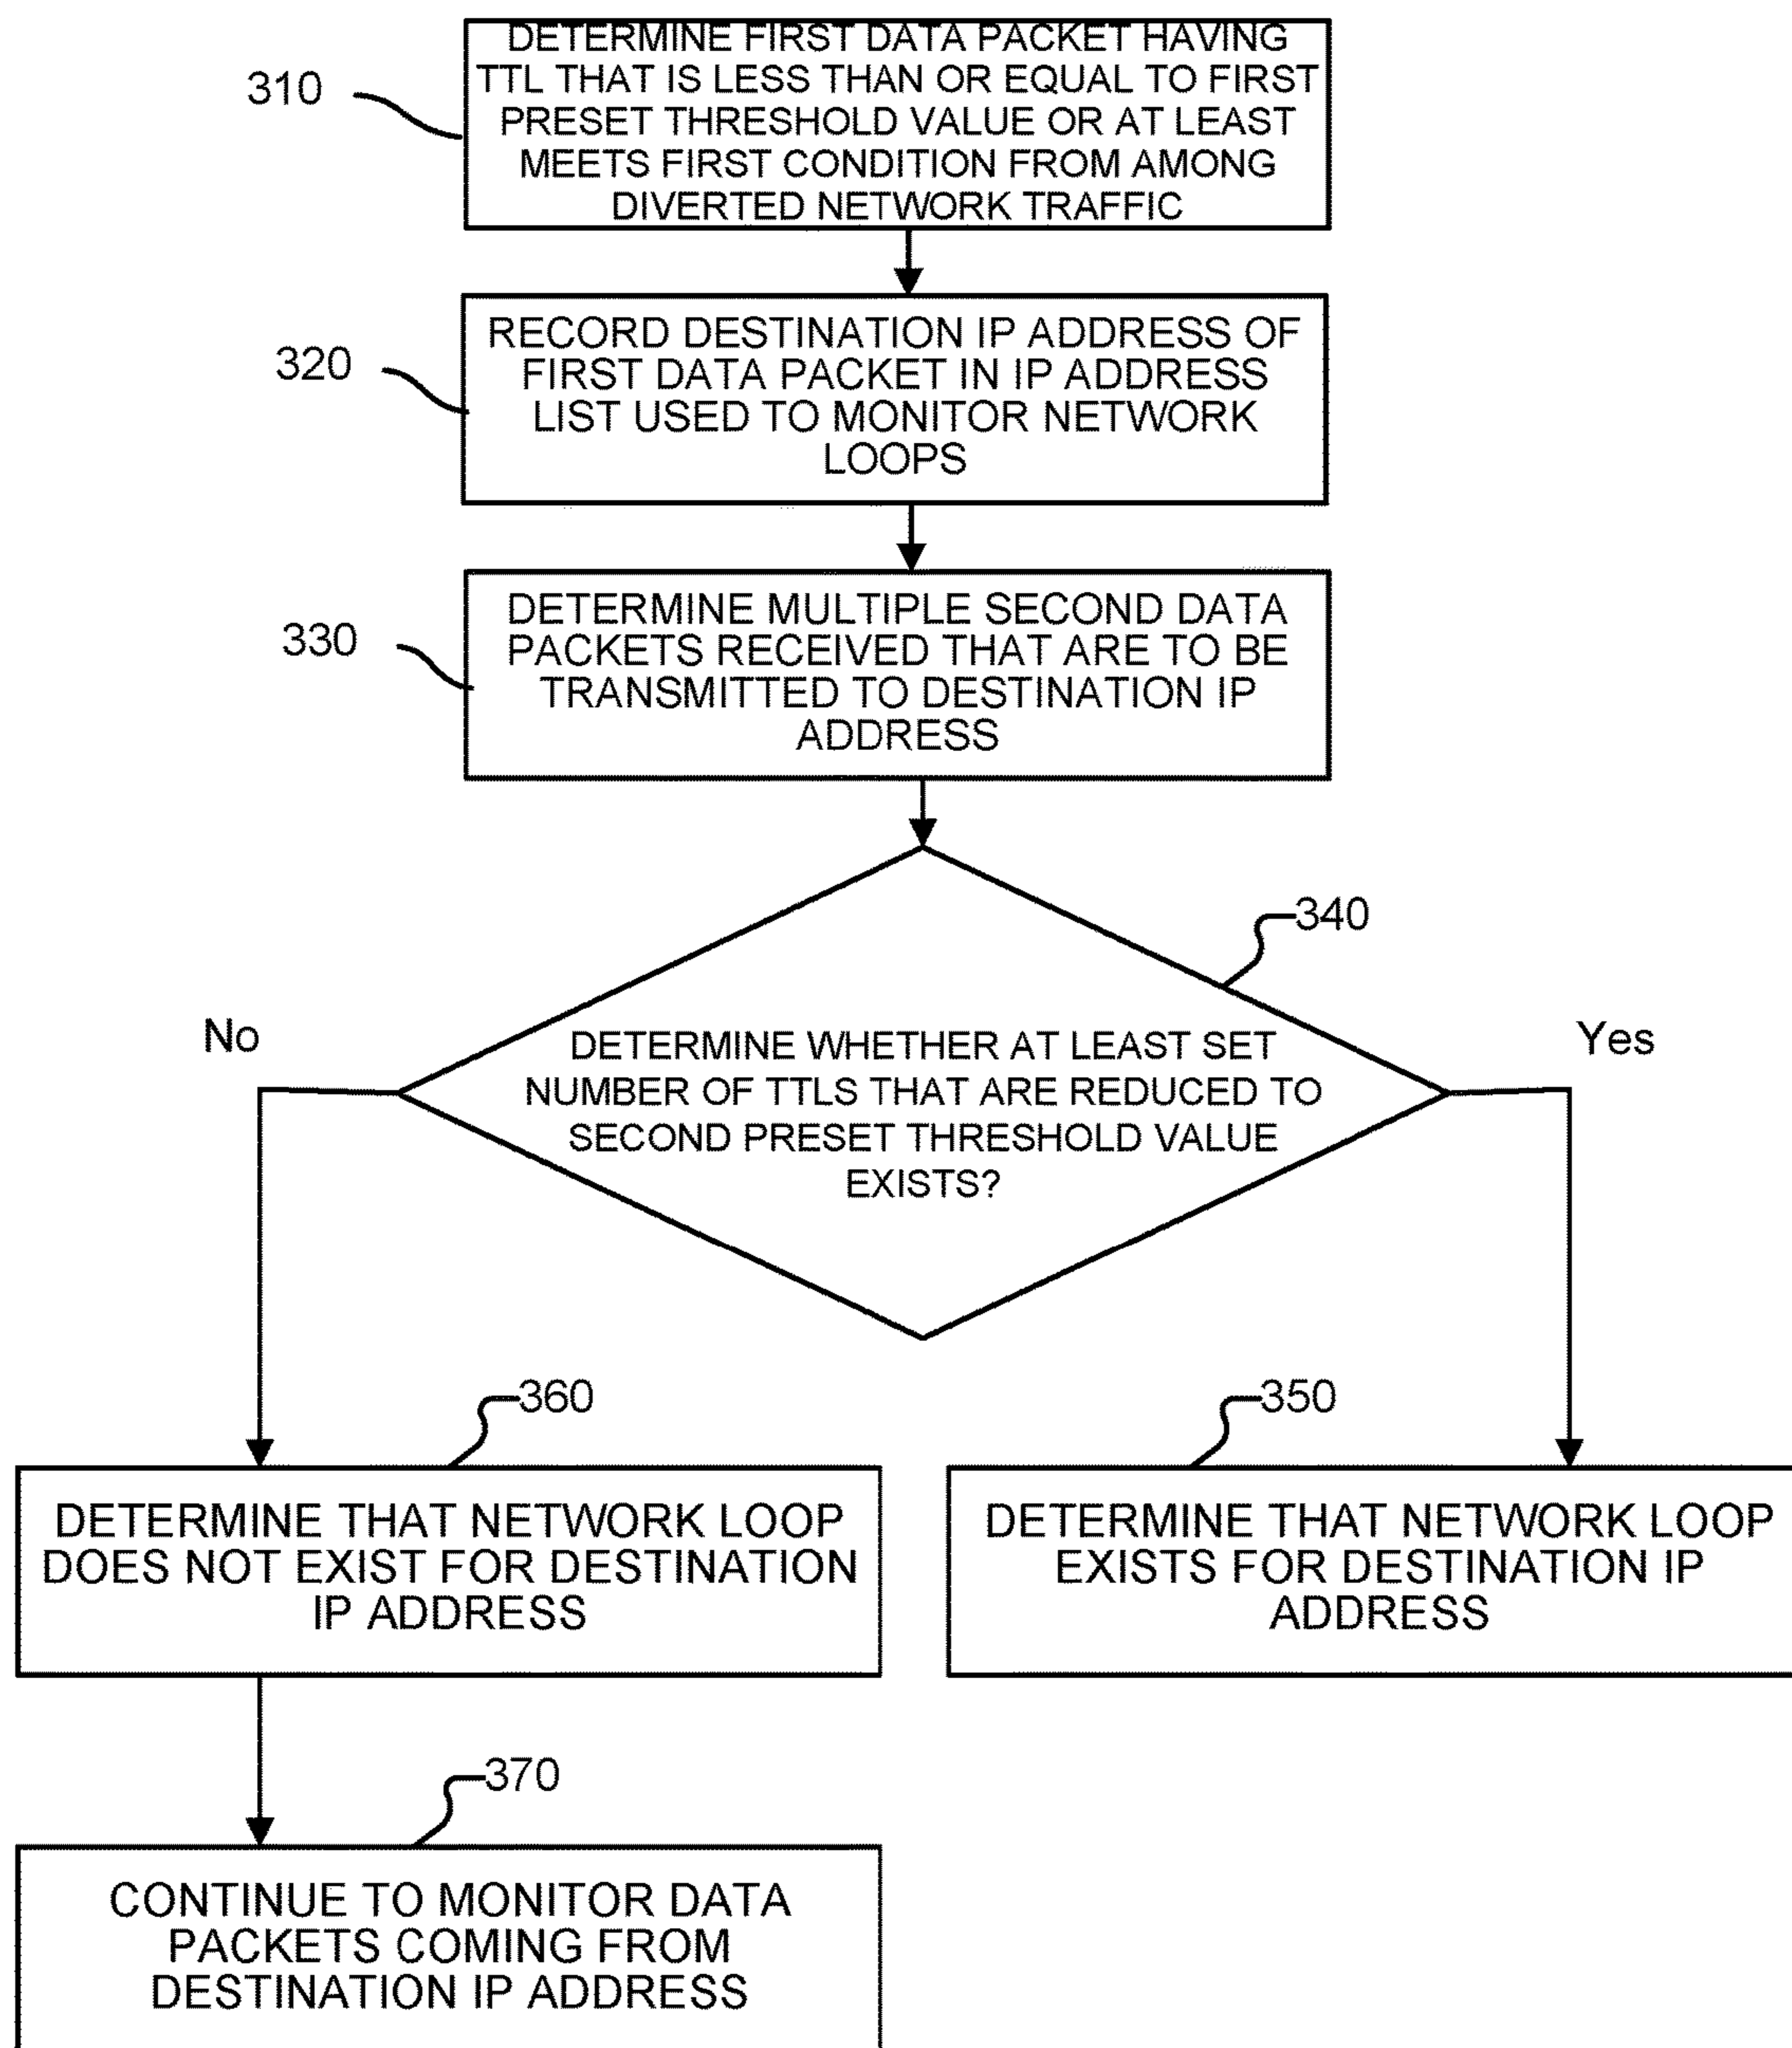 310
DETERMINE FIRST DATA PACKET HAVING
TTL THAT IS LESS THAN OR EQUAL TO FIRST
PRESET THRESHOLD VALUE OR AT LEAST
MEETS FIRST CONDITION FROM AMONG
DIVERTED NETWORK TRAFFIC
320
RECORD DESTINATION IP ADDRESS OF
FIRST DATA PACKET IN IP ADDRESS
LIST USED TO MONITOR NETWORK
LOOPS
330
DETERMINE MULTIPLE SECOND DATA
PACKETS RECEIVED THAT ARE TO BE
TRANSMITTED TO DESTINATION IP
ADDRESS
340
No
Yes
DETERMINE WHETHER AT LEAST SET
NUMBER OF TTLS THAT ARE REDUCED TO
SECOND PRESET THRESHOLD VALUE
EXISTS?
360
DETERMINE THAT NETWORK LOOP
DOES NOT EXIST FOR DESTINATION
IP ADDRESS
350
DETERMINE THAT NETWORK LOOP
EXISTS FOR DESTINATION IP
ADDRESS
370
CONTINUE TO MONITOR DATA
PACKETS COMING FROM
DESTINATION IP ADDRESS